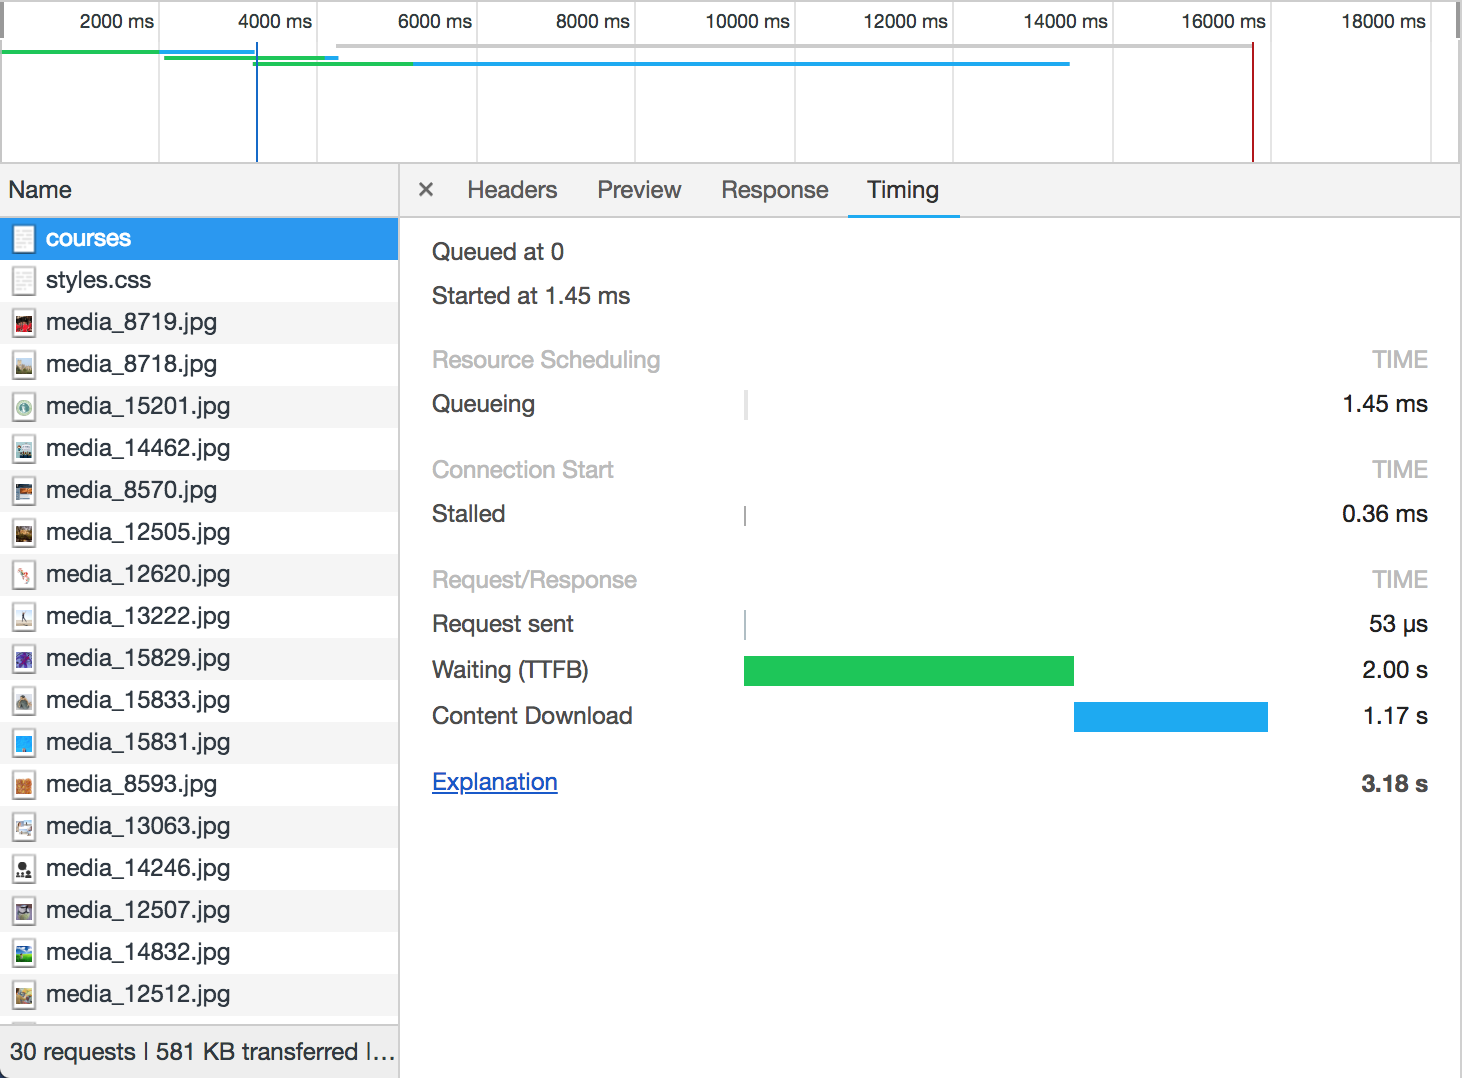 2000 ms 4000 ms 6000 ms 8000 ms 10000 ms 12000 ms 14000 ms 16000 ms 18000 ms
Name
courses
styles.css
media_8719.jpg
media_8718.jpg
media_15201.jpg
media_14462.jpg
media_8570.jpg
media_12505.jpg
media_12620.jpg
media_13222.jpg
media_15829.jpg
media_15833.jpg
media_15831.jpg
media_8593.jpg
media_13063.jpg
media_14246.jpg
media_12507.jpg
media_14832.jpg
media_12512.jpg
30 requests | 581 KB transferred |...
× Headers Preview Response Timing
Queued at 0
Started at 1.45 ms
Resource Scheduling TIME
Queueing 1.45 ms
Connection Start TIME
Stalled 0.36 ms
Request/Response TIME
Request sent 53 µs
Waiting (TTFB) 2.00 s
Content Download 1.17 s
Explanation 3.18 s